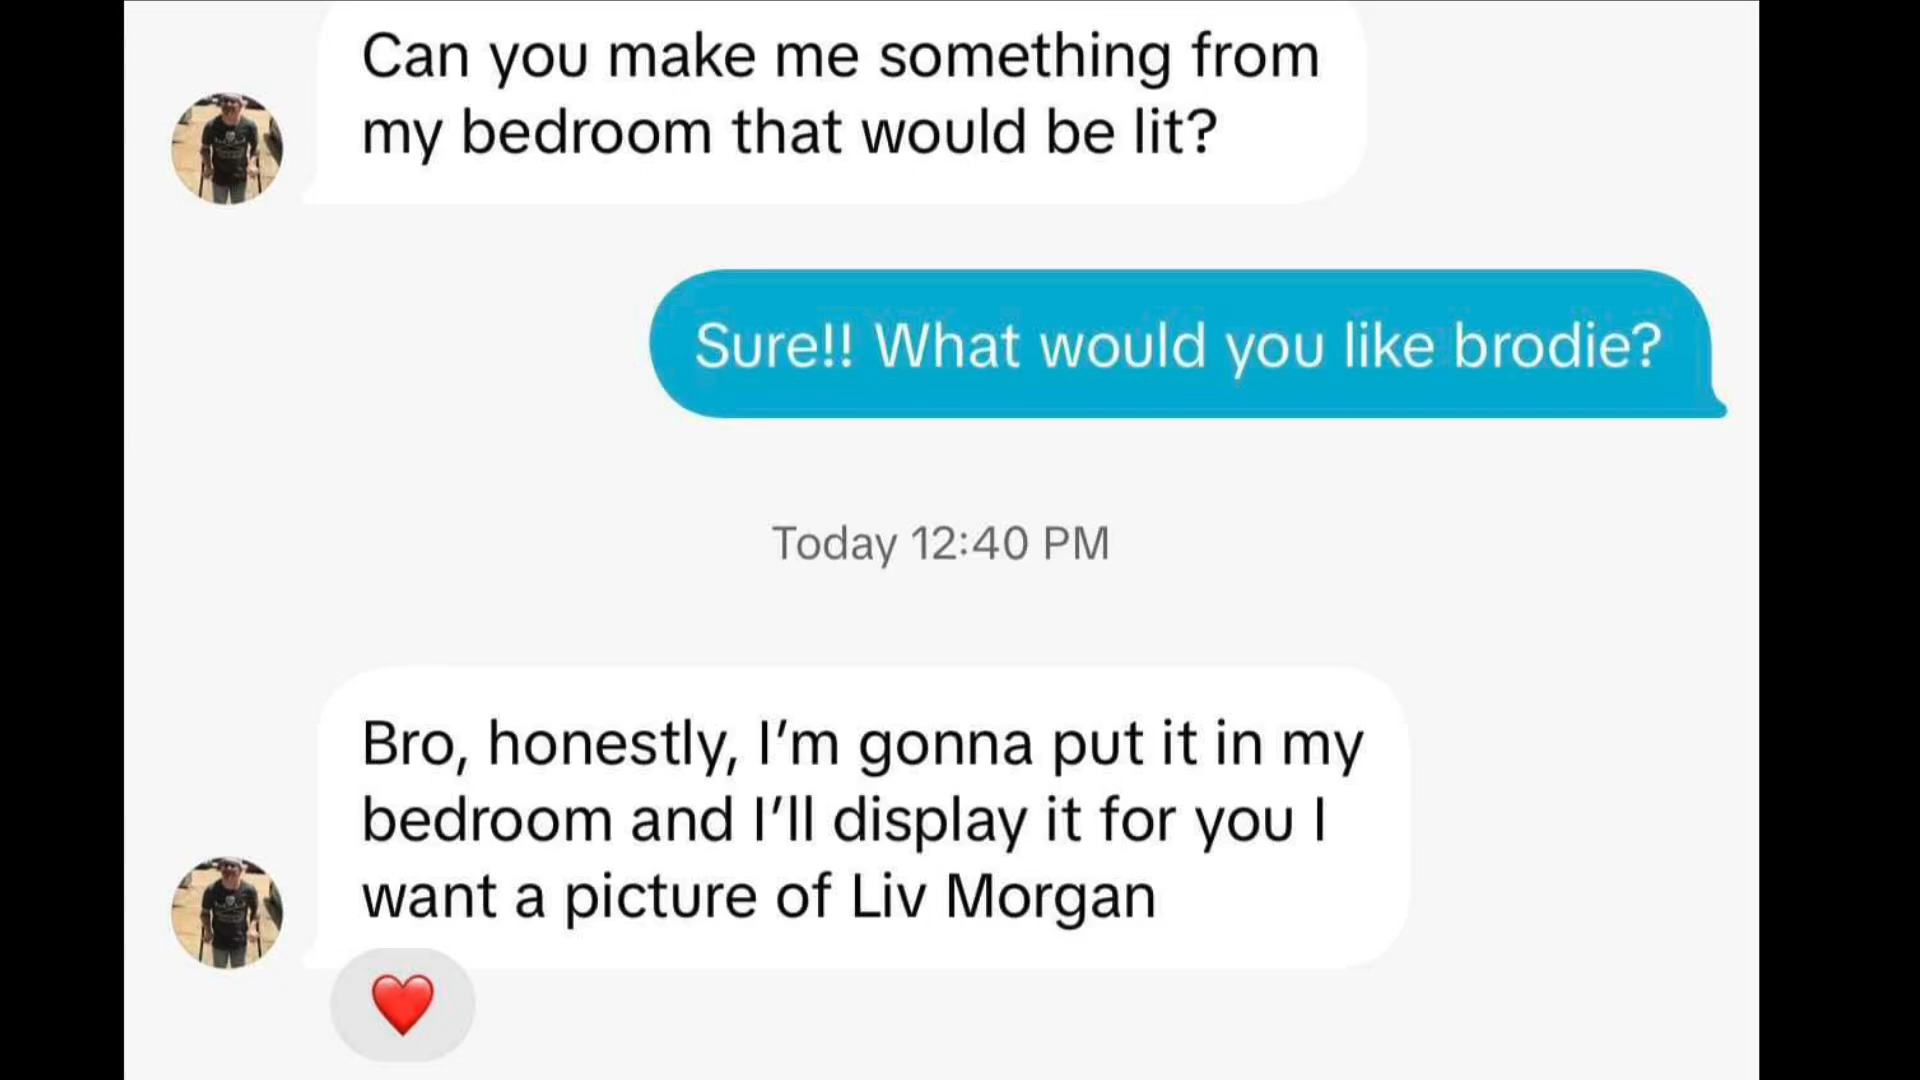 Can you make me something from
my bedroom that would be lit?
Sure!! What would you like brodie?
Today 12:40 PM
Bro, honestly, I’m gonna put it in my
bedroom and I’ll display it for you I
want a picture of Liv Morgan